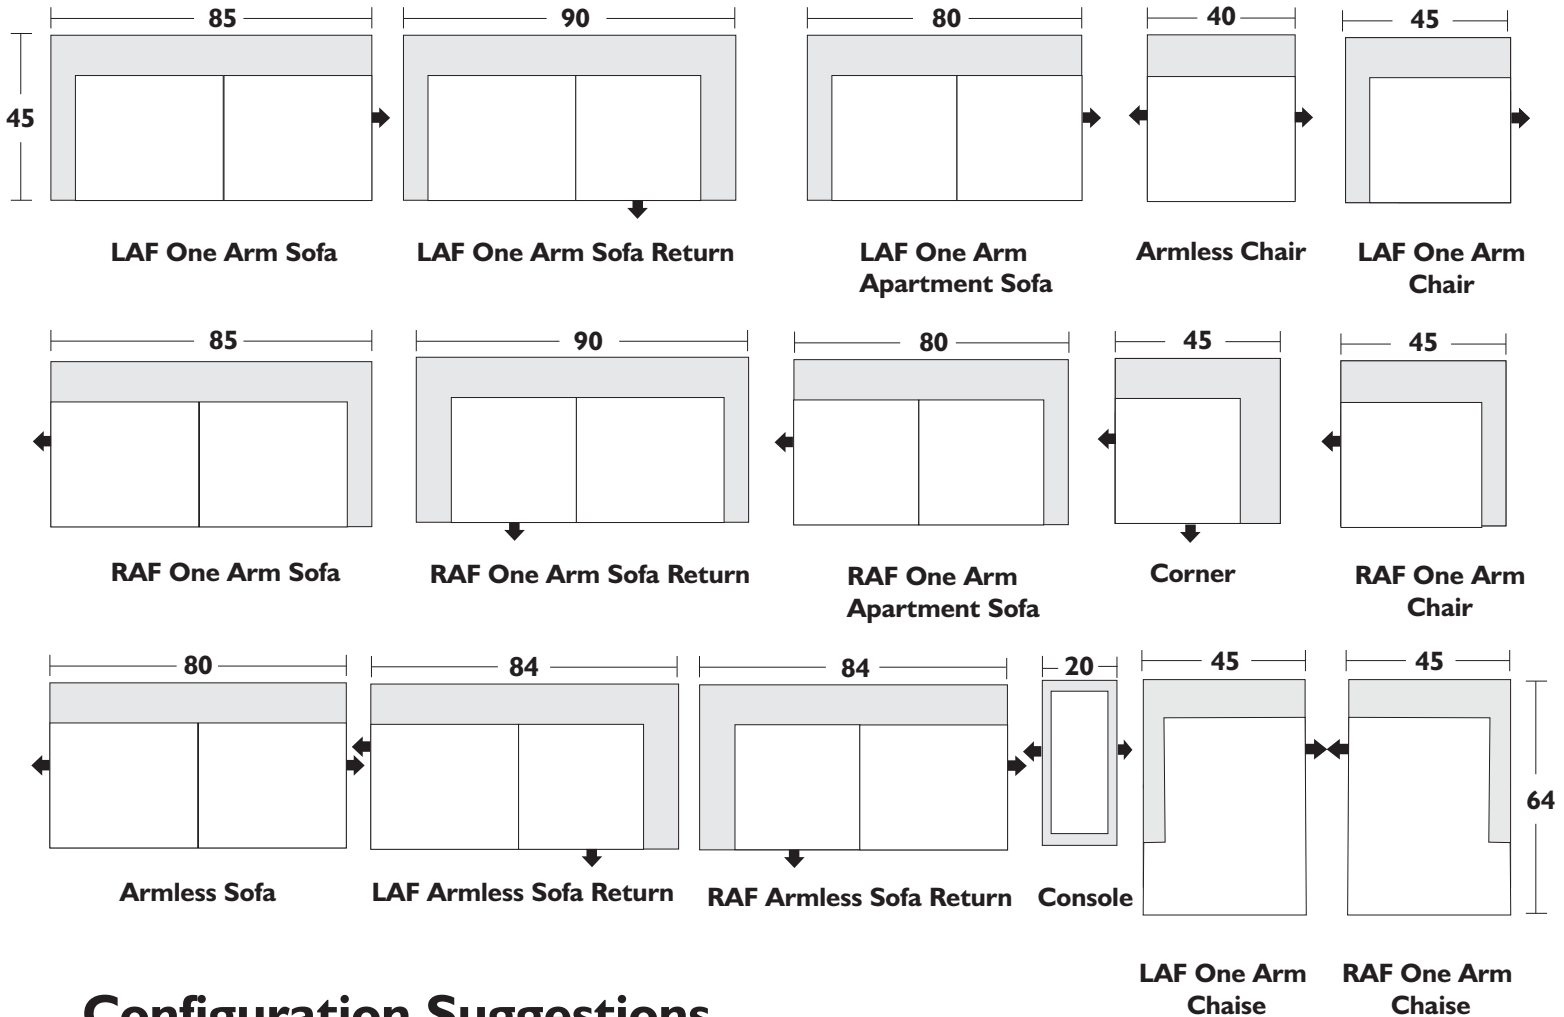 85
90
80
40
45
45
LAF One Arm Sofa
LAF One Arm Sofa Return
LAF One Arm
Apartment Sofa
Armless Chair
LAF One Arm
Chair
85
90
80
45
45
RAF One Arm Sofa
RAF One Arm Sofa Return
RAF One Arm
Apartment Sofa
Corner
RAF One Arm
Chair
80
84
84
20
45
45
64
Armless Sofa
LAF Armless Sofa Return
RAF Armless Sofa Return
Console
LAF One Arm
Chaise
RAF One Arm
Chaise
Configuration Suggestions